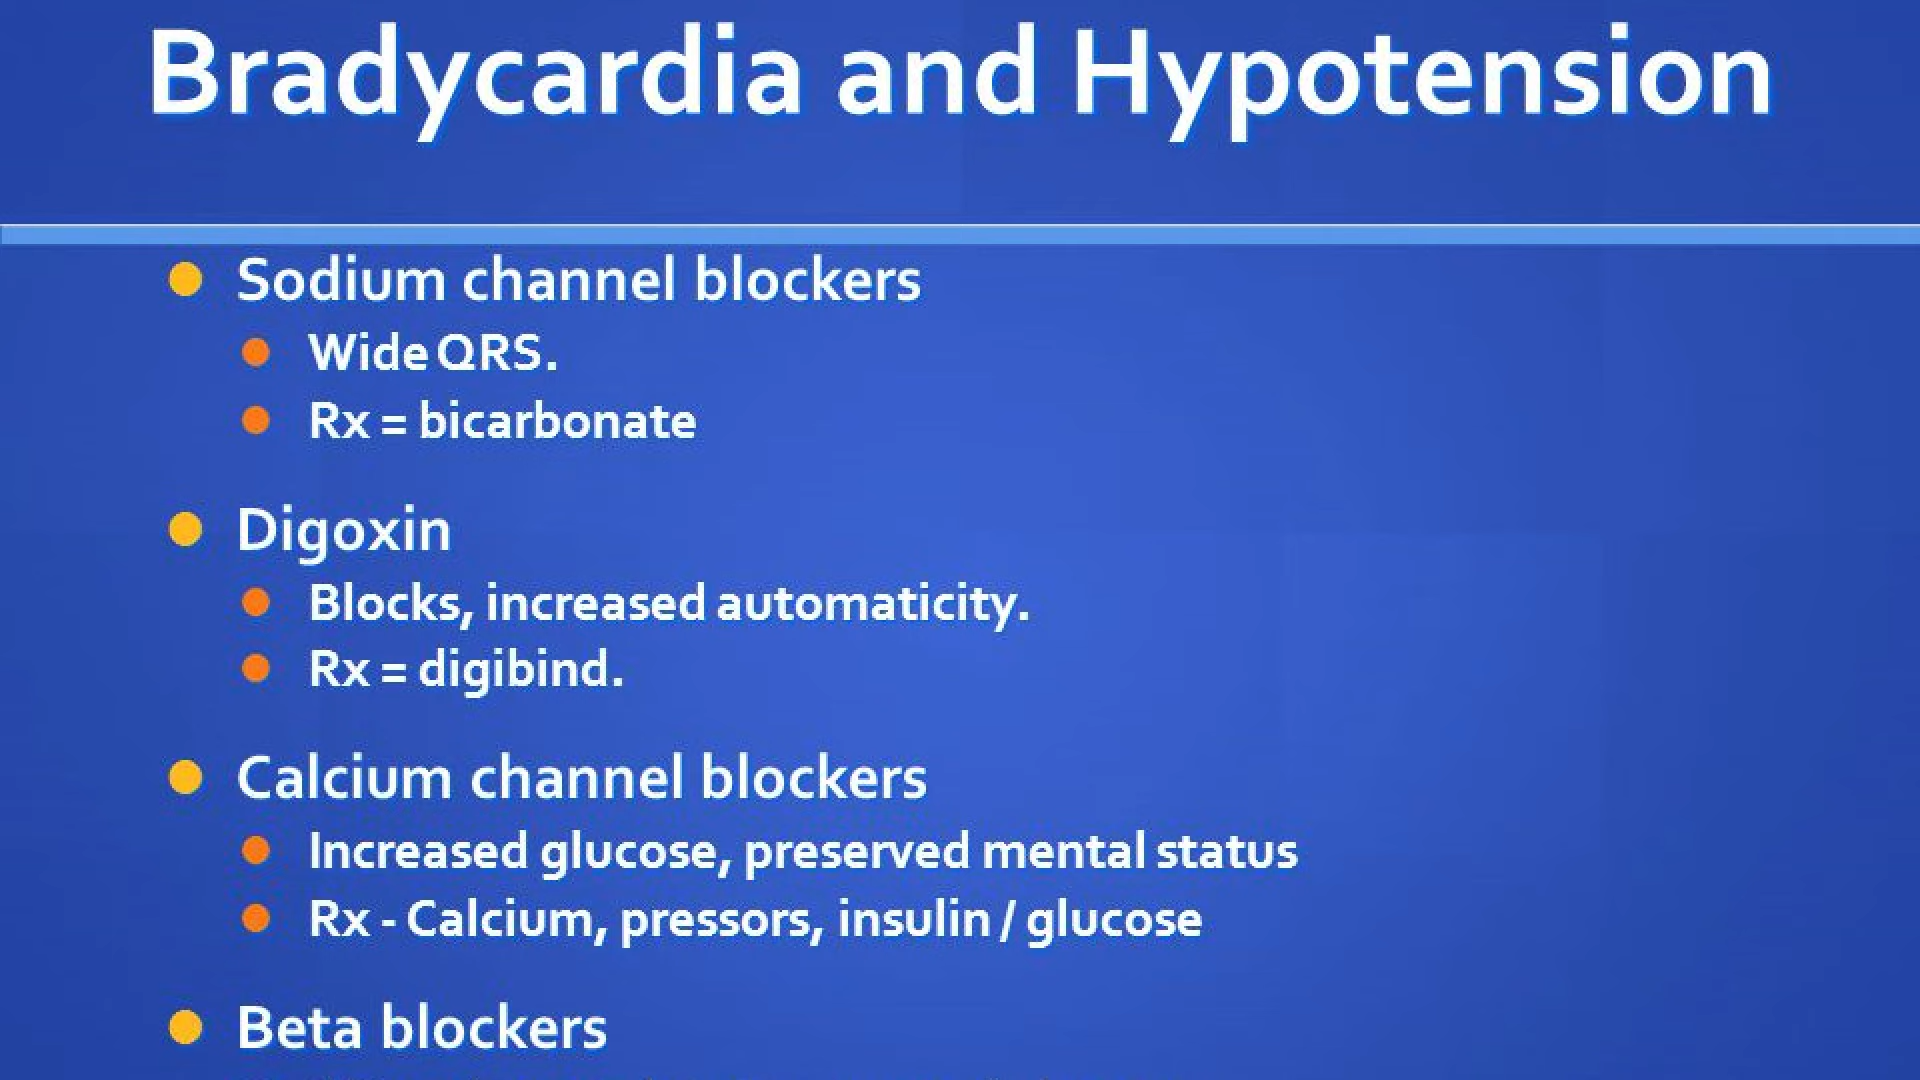 Bradycardia and Hypotension
Sodium channel blockers
Wide QRS.
Rx = bicarbonate
Digoxin
Blocks, increased automaticity.
Rx = digibind.
Calcium channel blockers
Increased glucose, preserved mental status
Rx - Calcium, pressors, insulin / glucose
Beta blockers